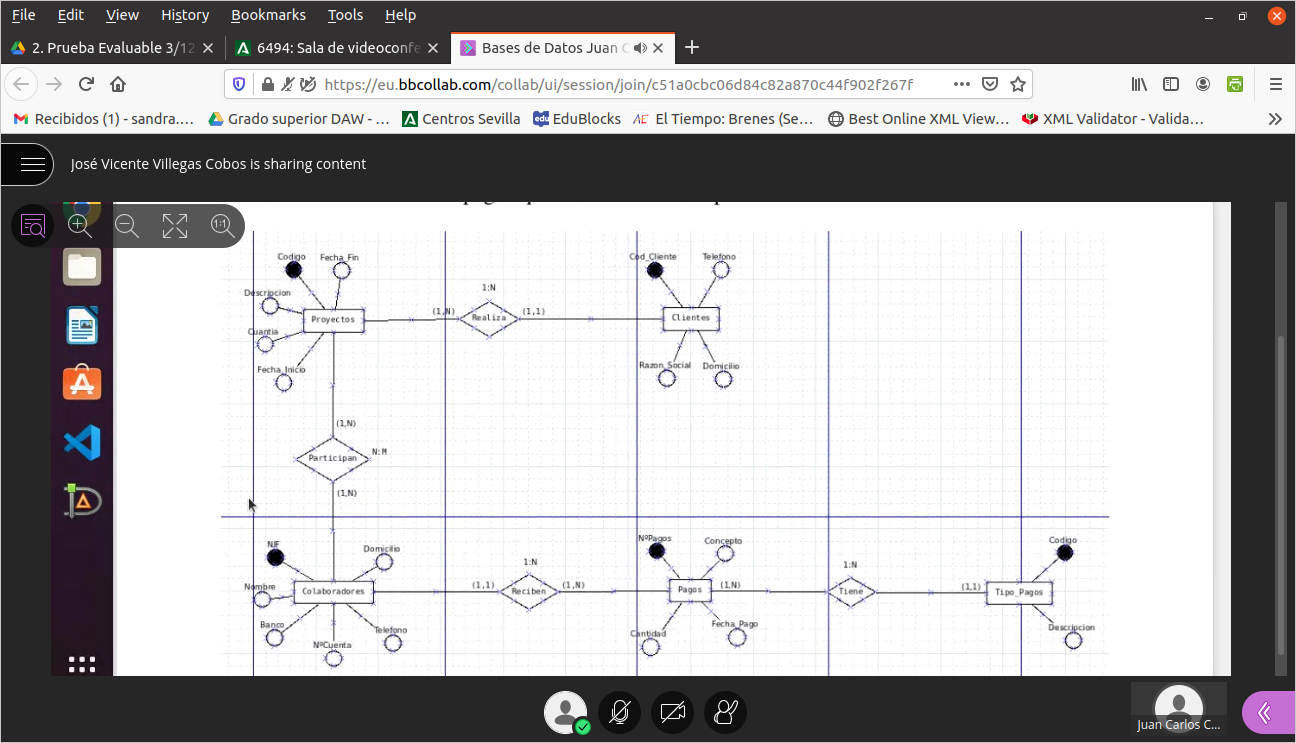 File Edit View History Bookmarks Tools Help
2. Prueba Evaluable 3/12
6494: Sala de videoconfe
Bases de Datos Juan C
https://eu.bbcollab.com/collab/ui/session/join/c51a0cbc06d84c82a870c44f902f267f
Recibidos (1) - sandra.… Grado superior DAW - … Centros Sevilla EduBlocks El Tiempo: Brenes (Se… Best Online XML View… XML Validator - Valida…
José Vicente Villegas Cobos is sharing content
1:1
Codigo
Fecha_Fin
Descripcion
Proyectos
Cuantia
Fecha_Inicio
(1,N)
1:N
Realiza
(1,1)
Cod_Cliente
Telefono
Clientes
Razon_Social
Domicilio
(1,N)
Participan
N:M
(1,N)
NIF
Domicilio
Nombre
Colaboradores
Banco
NºCuenta
Telefono
(1,1)
1:N
Reciben
(1,N)
NºPagos
Concepto
Pagos
Cantidad
Fecha_Pago
(1,N)
1:N
Tiene
(1,1)
Codigo
Tipo_Pagos
Descripcion
Juan Carlos C...